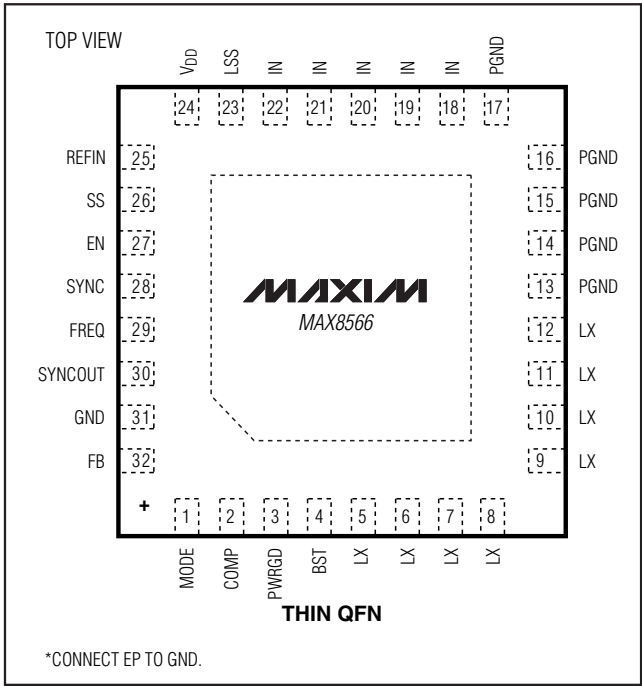 TOP VIEW
VDD LSS IN IN IN IN IN PGND
24 23 22 21 20 19 18 17
REFIN 25 16 PGND
SS 26 15 PGND
EN 27 14 PGND
SYNC 28 13 PGND
MAXIM
MAX8566
FREQ 29 12 LX
SYNCOUT 30 11 LX
GND 31 10 LX
FB 32 9 LX
+
1 2 3 4 5 6 7 8
MODE COMP PWRGD BST LX LX LX LX
THIN QFN
*CONNECT EP TO GND.